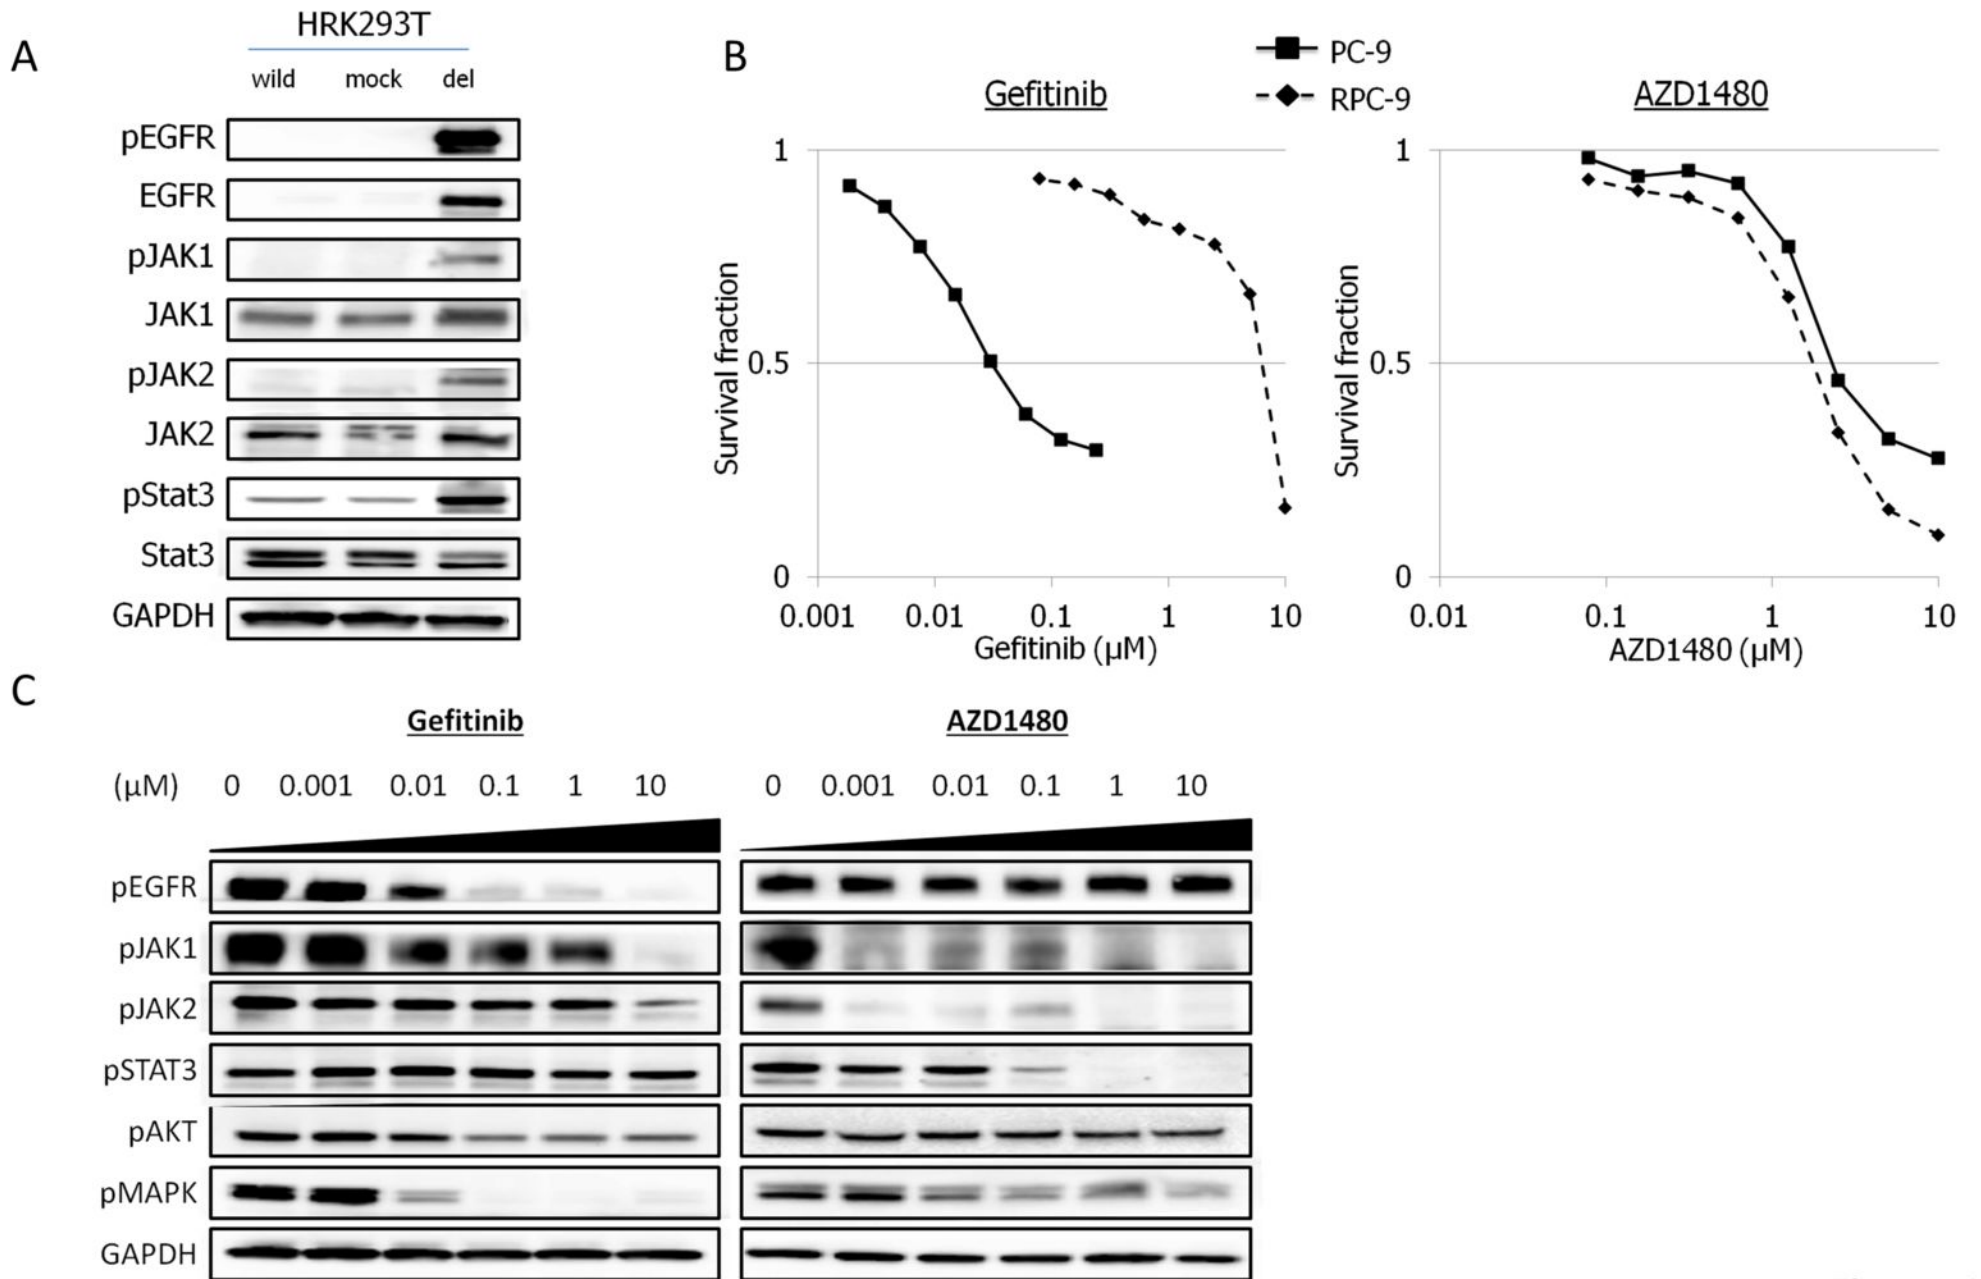 A
HRK293T
wild mock del
pEGFR
EGFR
pJAK1
JAK1
pJAK2
JAK2
pStat3
Stat3
GAPDH
B
PC-9
RPC-9
Gefitinib
Survival fraction
1
0.5
0
0.001 0.01 0.1 1 10
Gefitinib (μM)
AZD1480
Survival fraction
1
0.5
0
0.01 0.1 1 10
AZD1480 (μM)
C
Gefitinib AZD1480
(μM) 0 0.001 0.01 0.1 1 10 0 0.001 0.01 0.1 1 10
pEGFR
pJAK1
pJAK2
pSTAT3
pAKT
pMAPK
GAPDH